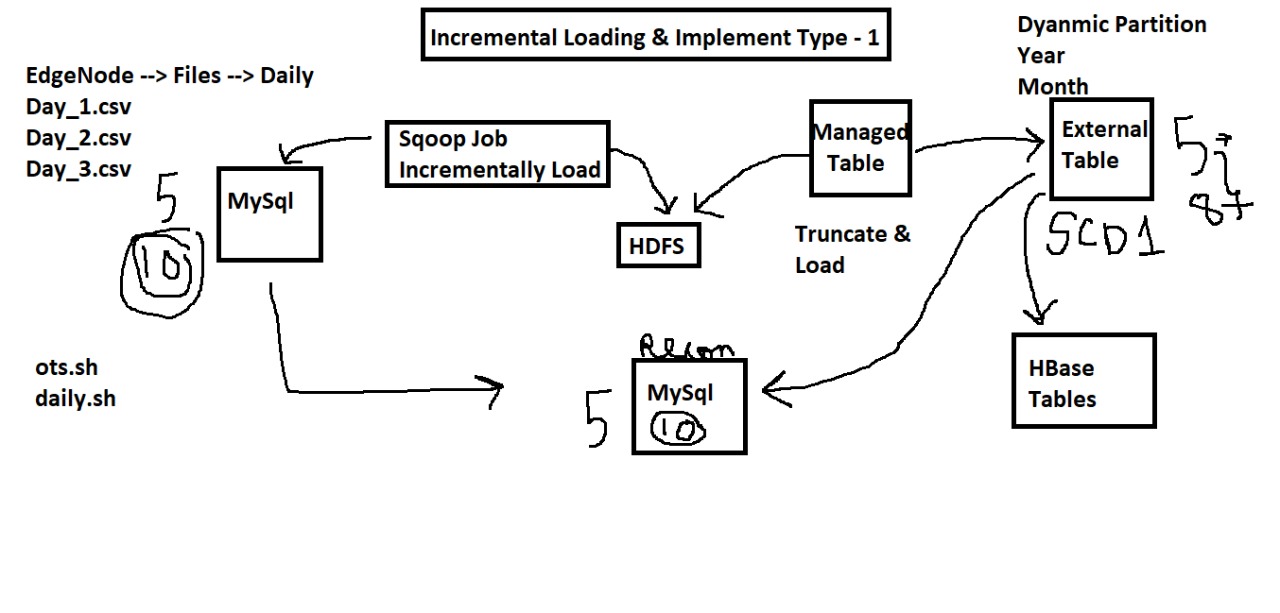 Incremental Loading & Implement Type - 1
Dyanmic Partition
Year
Month
EdgeNode --> Files --> Daily
Day_1.csv
Day_2.csv
Day_3.csv
Sqoop Job
Incrementally Load
Managed
Table
External
Table
5
5
MySql
10
HDFS
Truncate &
Load
SCD1
ots.sh
daily.sh
Recon
MySql
10
5
HBase
Tables